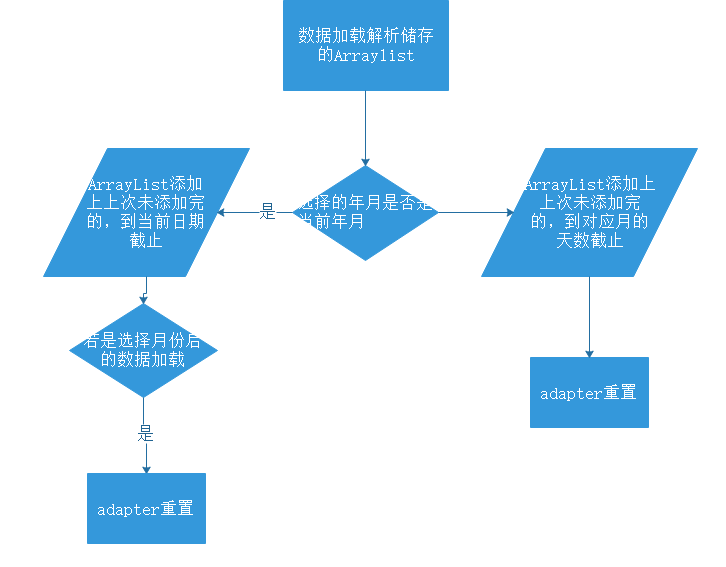 数据加载解析储存
的Arraylist
选择的年月是否是
当前年月
是
ArrayList添加
上上次未添加完
的，到当前日期
截止
ArrayList添加上
上次未添加完
的，到对应月的
天数截止
若是选择月份后
的数据加载
adapter重置
是
adapter重置